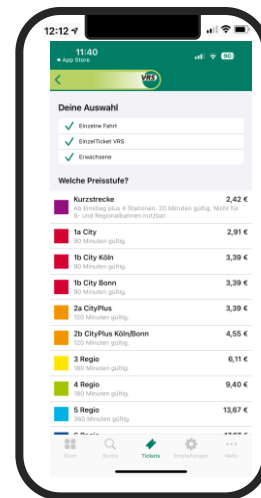 12:12
11:40
App Store
90
VRS
Deine Auswahl
Einzelne Fahrt
EinzelTicket VRS
Erwachsene
Welche Preisstufe?
Kurzstrecke 2,42 €
Ab Einstieg plus 4 Stationen. 20 Minuten gültig. Nicht für
S- und Regionalbahnen nutzbar.
1a City 2,91 €
90 Minuten gültig.
1b City Köln 3,39 €
90 Minuten gültig.
1b City Bonn 3,39 €
90 Minuten gültig.
2a CityPlus 3,39 €
120 Minuten gültig.
2b CityPlus Köln/Bonn 4,55 €
120 Minuten gültig.
3 Regio 6,11 €
180 Minuten gültig.
4 Regio 9,40 €
180 Minuten gültig.
5 Regio 13,67 €
360 Minuten gültig.
Start Suche Tickets Einstellungen Mehr